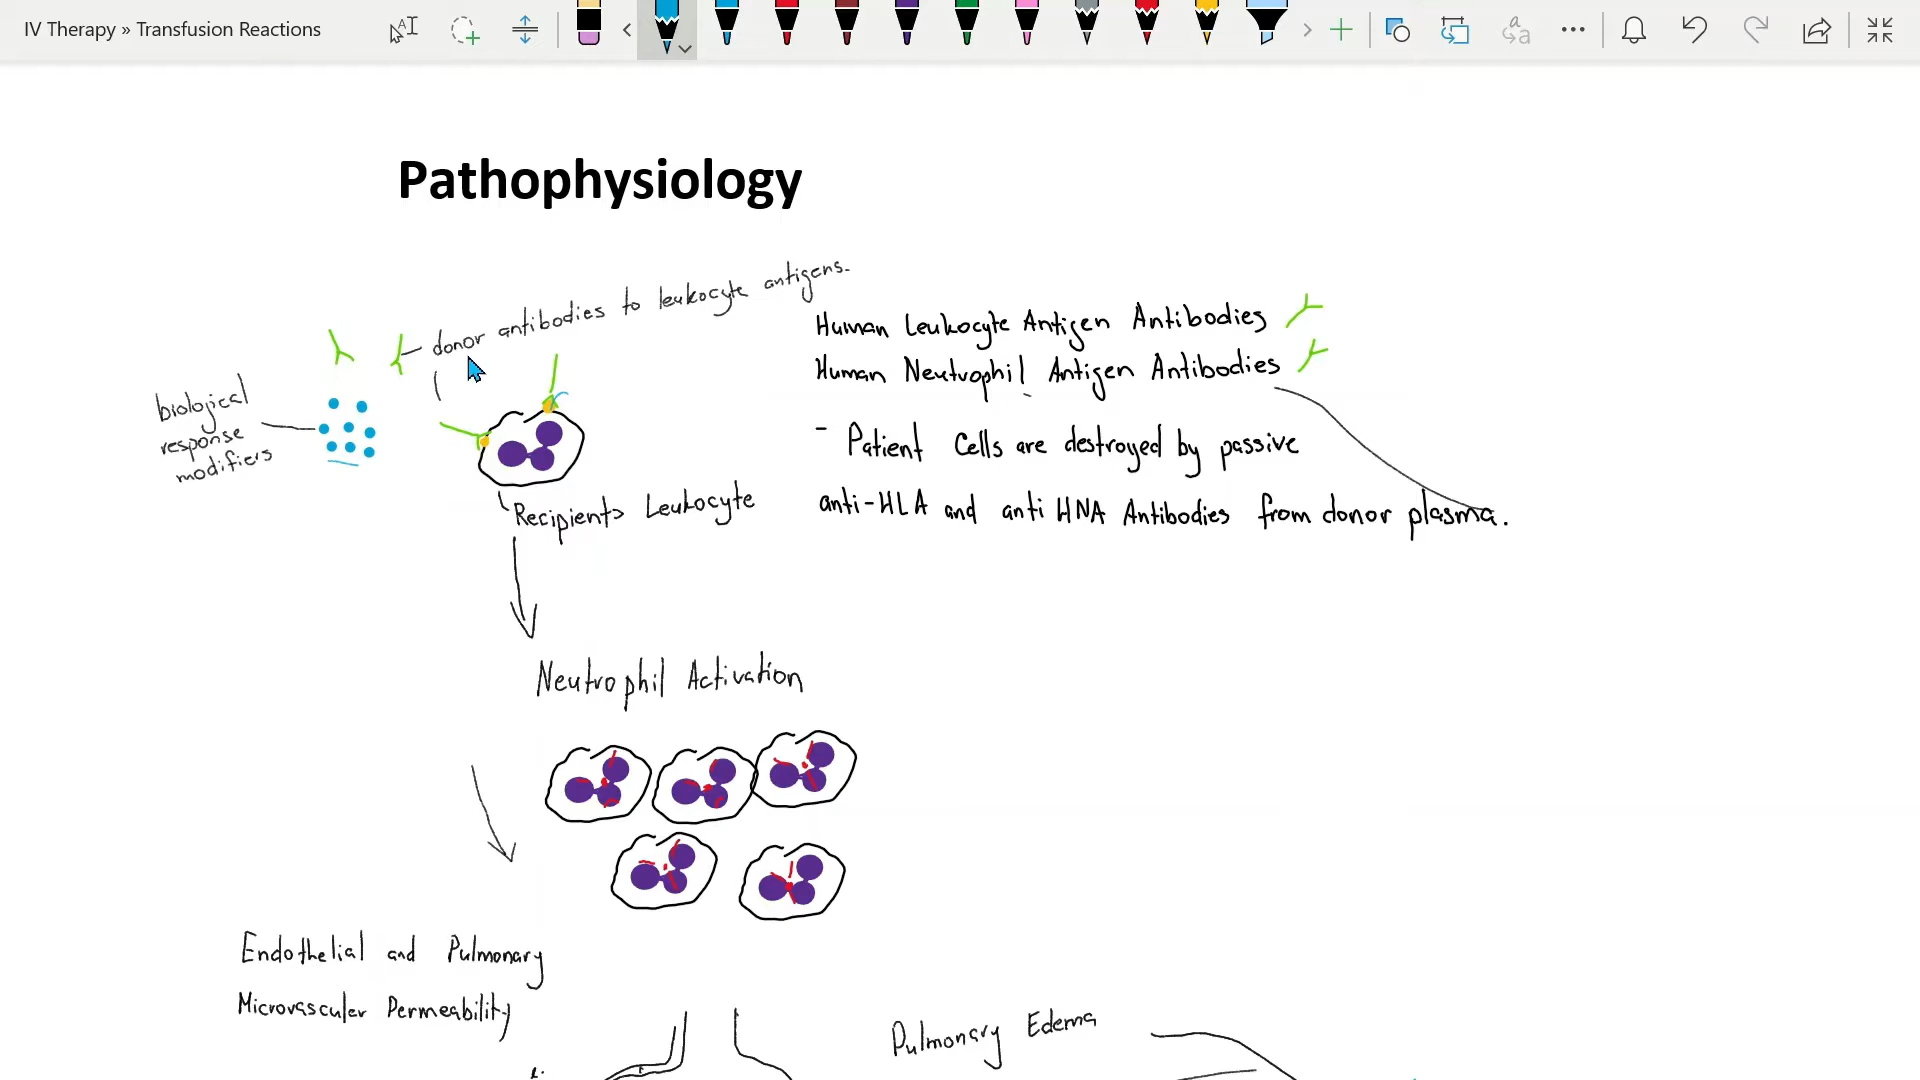 IV Therapy » Transfusion Reactions
Pathophysiology
donor antibodies to leukocyte antigens.
biological
response
modifiers
Recipients Leukocyte
Human Leukocyte Antigen Antibodies
Human Neutrophil Antigen Antibodies
- Patient Cells are destroyed by passive
anti-HLA and anti HNA Antibodies from donor plasma.
Neutrophil Activation
Endothelial and Pulmonary
Microvascular Permeability
Pulmonary Edema